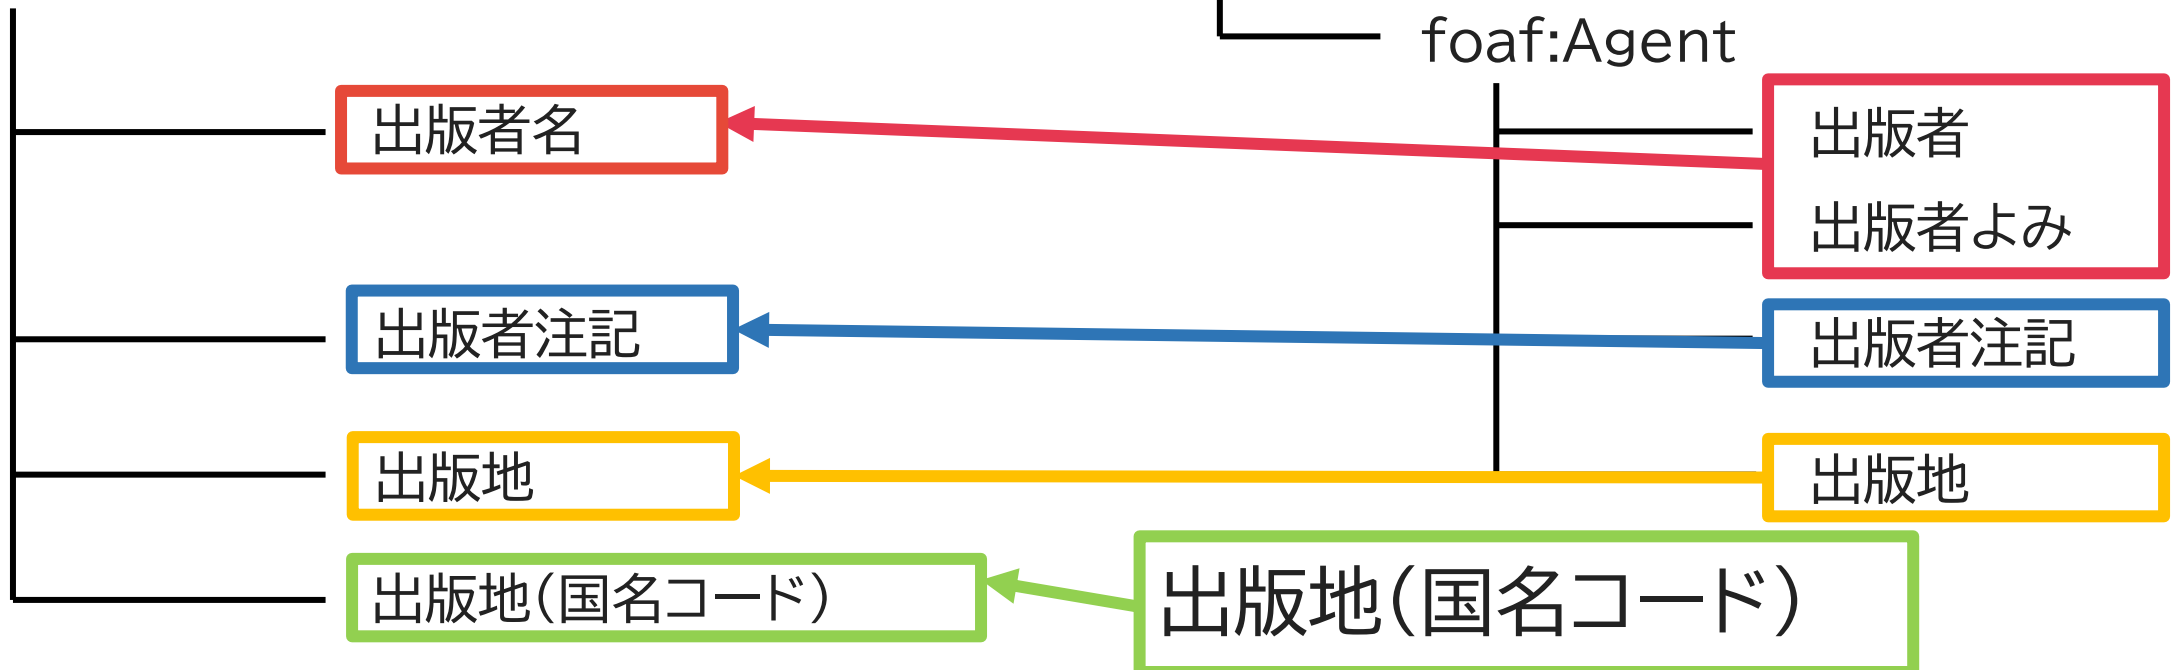 foaf:Agent
出版者名
出版者
出版者よみ
出版者注記
出版者注記
出版地
出版地
出版地(国名コード)
出版地(国名コード)